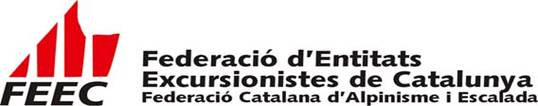 FEEC
Federació d'Entitats
Excursionistes de Catalunya
Federació Catalana d'Alpinisme i Escalada